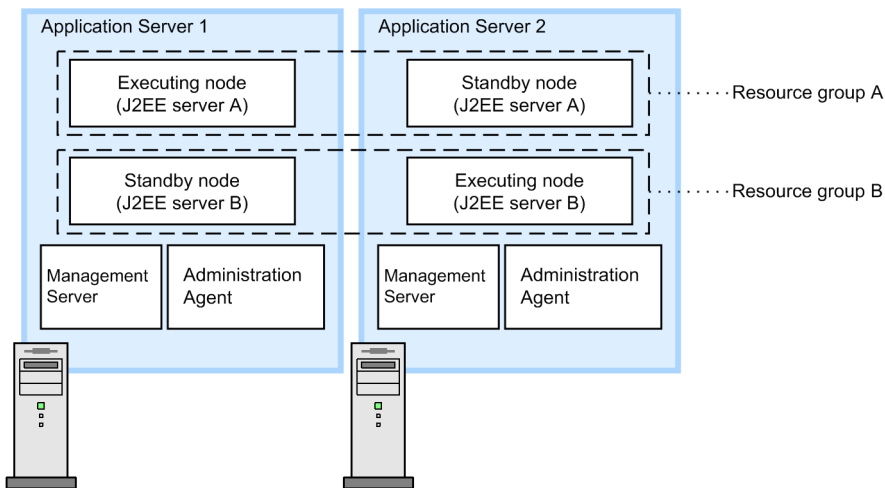 Application Server 1
Application Server 2
Executing node
(J2EE server A)
Standby node
(J2EE server A)
Resource group A
Standby node
(J2EE server B)
Executing node
(J2EE server B)
Resource group B
Management
Server
Administration
Agent
Management
Server
Administration
Agent